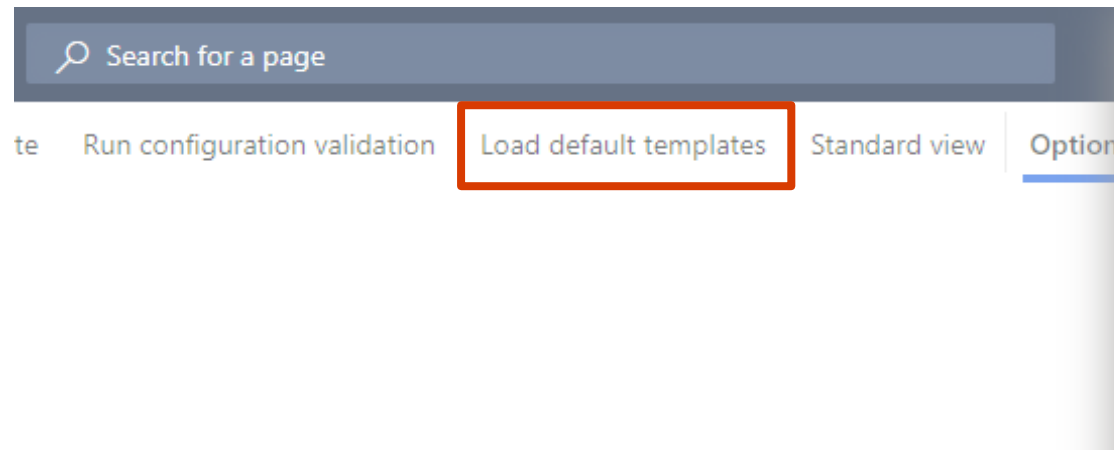 Search for a page
te Run configuration validation Load default templates Standard view Option